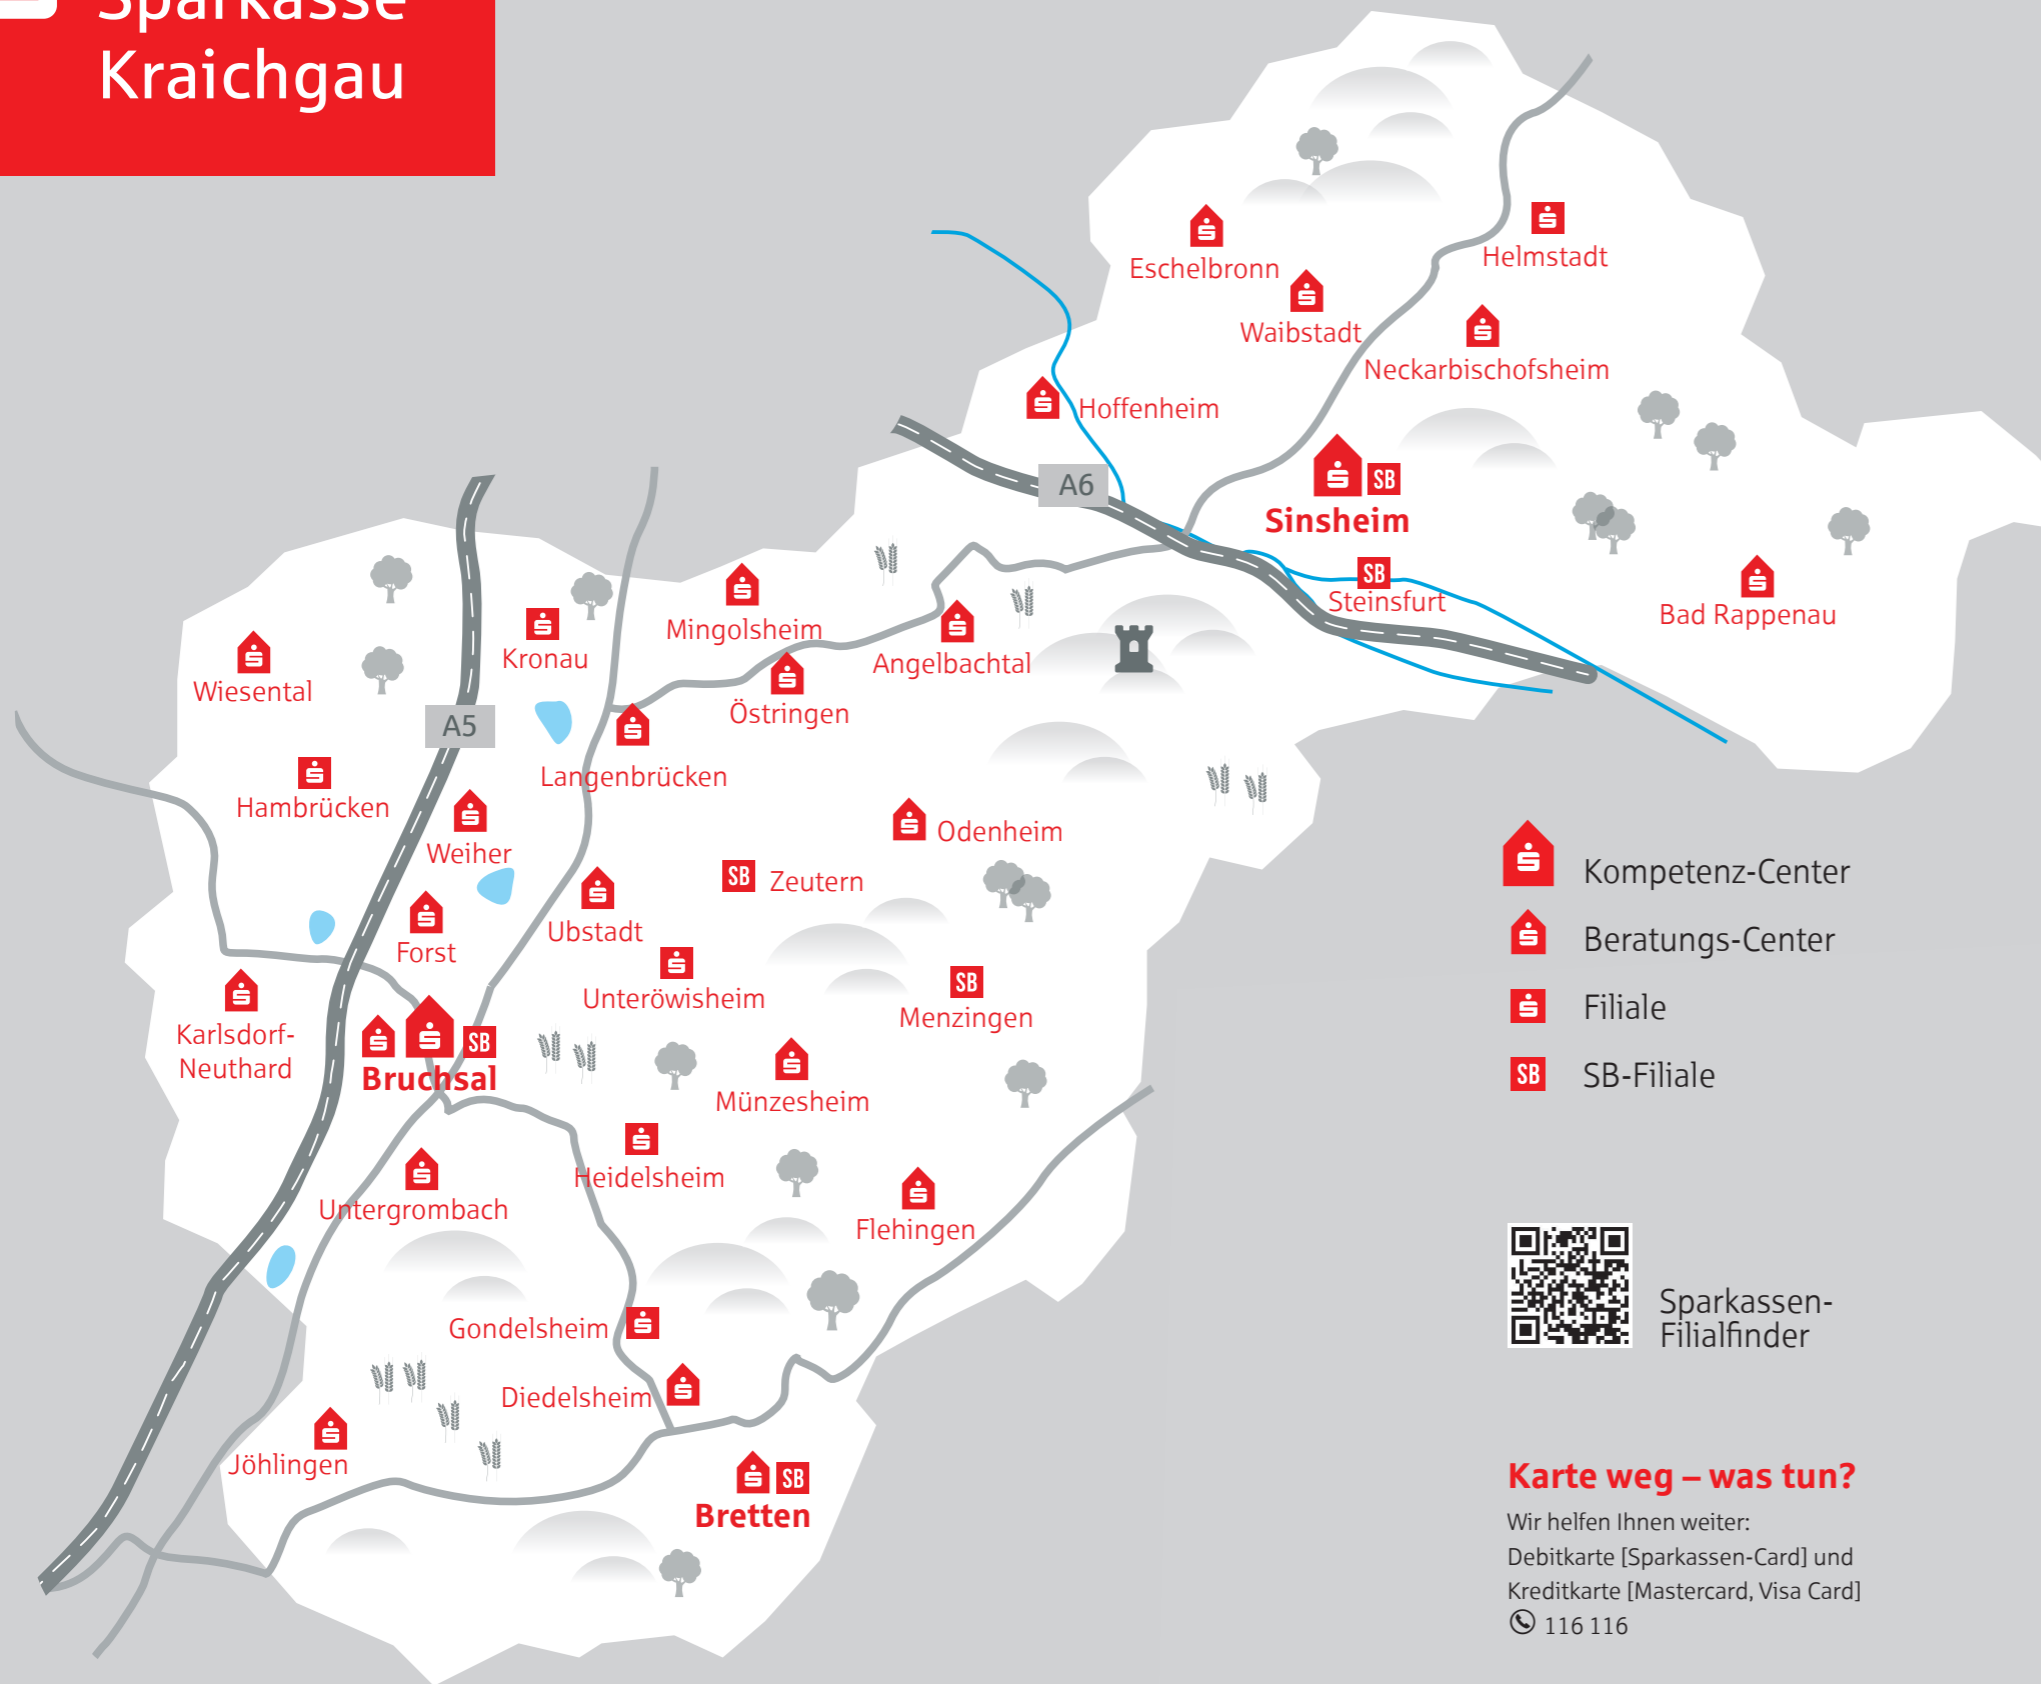 Sparkasse
Kraichgau
Eschelbronn
Helmstadt
Waibstadt
Neckarbischofsheim
Hoffenheim
A6
SB
Sinsheim
SB
Steinsfurt
Bad Rappenau
Mingolsheim
Kronau
Angelbachtal
Wiesental
Östringen
A5
Langenbrücken
Hambrücken
Weiher
Odenheim
SB Zeutern
Ubstadt
Forst
Unteröwisheim
SB
Menzingen
Karlsdorf-
Neuthard
SB
Bruchsal
Münzesheim
Heidelsheim
Untergrombach
Flehingen
Gondelsheim
Diedelsheim
Jöhlingen
SB
Bretten
Kompetenz-Center
Beratungs-Center
Filiale
SB SB-Filiale
Sparkassen-
Filialfinder
Karte weg – was tun?
Wir helfen Ihnen weiter:
Debitkarte [Sparkassen-Card] und
Kreditkarte [Mastercard, Visa Card]
116 116